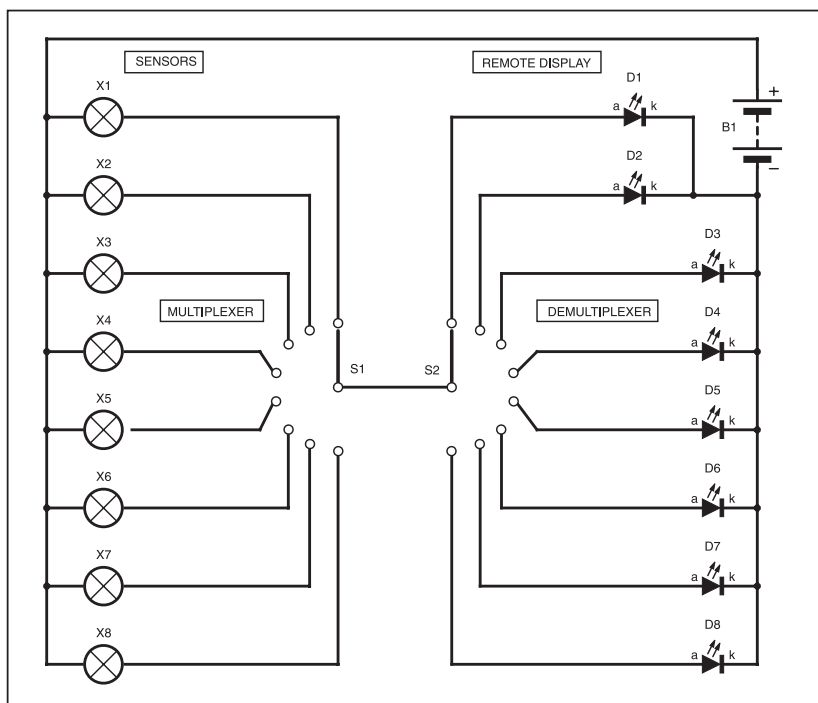 SENSORS
REMOTE DISPLAY
X1
D1
a
k
+
B1
−
X2
D2
a
k
X3
D3
a
k
MULTIPLEXER
DEMULTIPLEXER
X4
D4
a
k
S1
S2
X5
D5
a
k
X6
D6
a
k
X7
D7
a
k
X8
D8
a
k